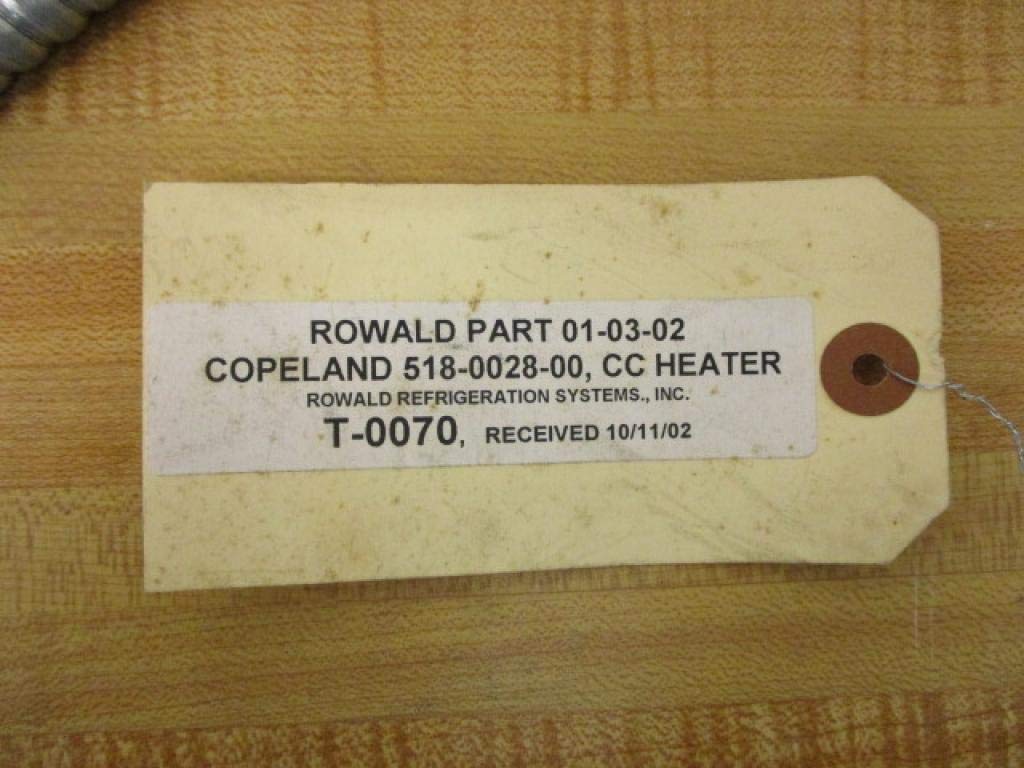 ROWALD PART 01-03-02
COPELAND 518-0028-00, CC HEATER
ROWALD REFRIGERATION SYSTEMS., INC.
T-0070, RECEIVED 10/11/02